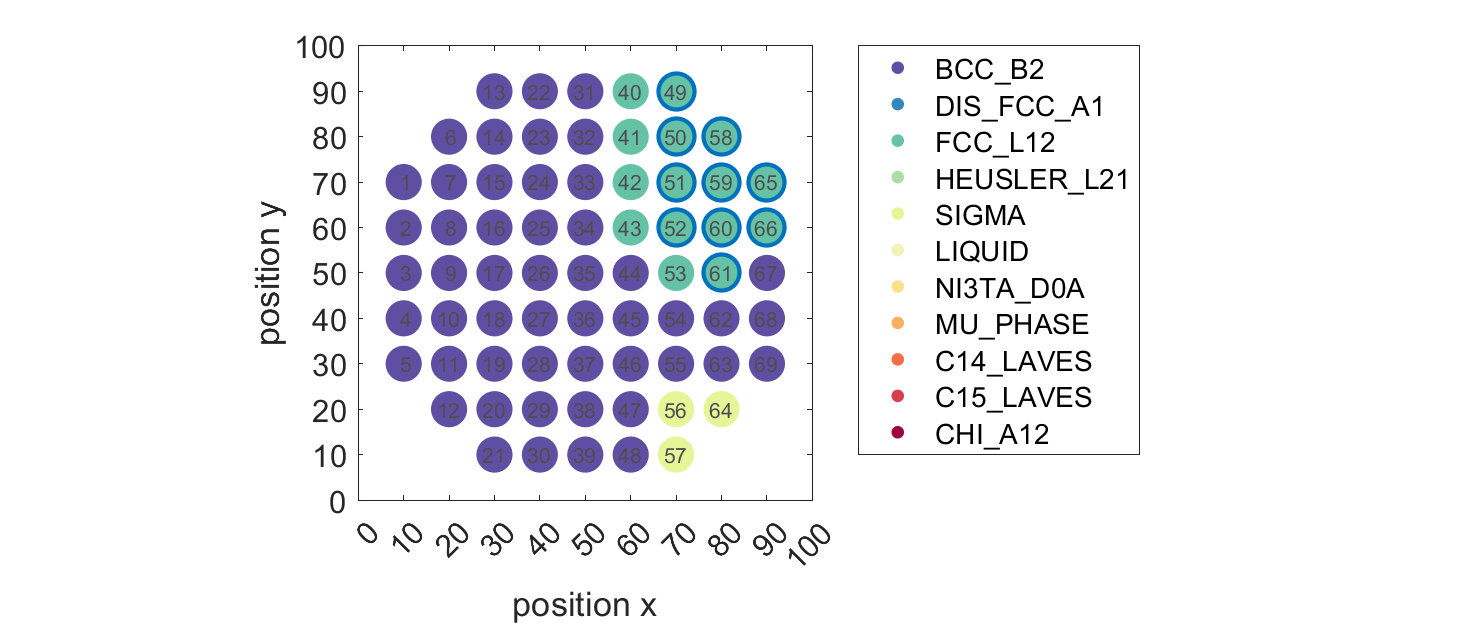 100
90
80
70
60
50
40
30
20
10
0
position y
13 22 31 40 49
6 14 23 32 41 50 58
1 7 15 24 33 42 51 59 65
2 8 16 25 34 43 52 60 66
3 9 17 26 35 44 53 61 67
4 10 18 27 36 45 54 62 68
5 11 19 28 37 46 55 63 69
12 20 29 38 47 56 64
21 30 39 48 57
0 10 20 30 40 50 60 70 80 90 100
position x
BCC_B2
DIS_FCC_A1
FCC_L12
HEUSLER_L21
SIGMA
LIQUID
NI3TA_D0A
MU_PHASE
C14_LAVES
C15_LAVES
CHI_A12